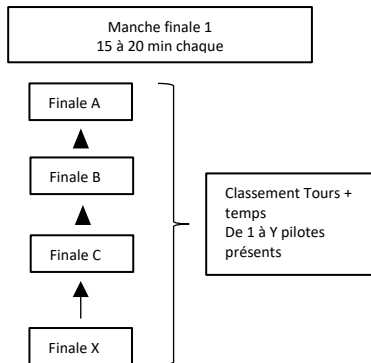 Manche finale 1
15 à 20 min chaque
Finale A
Finale B
Finale C
Finale X
Classement Tours +
temps
De 1 à Y pilotes
présents